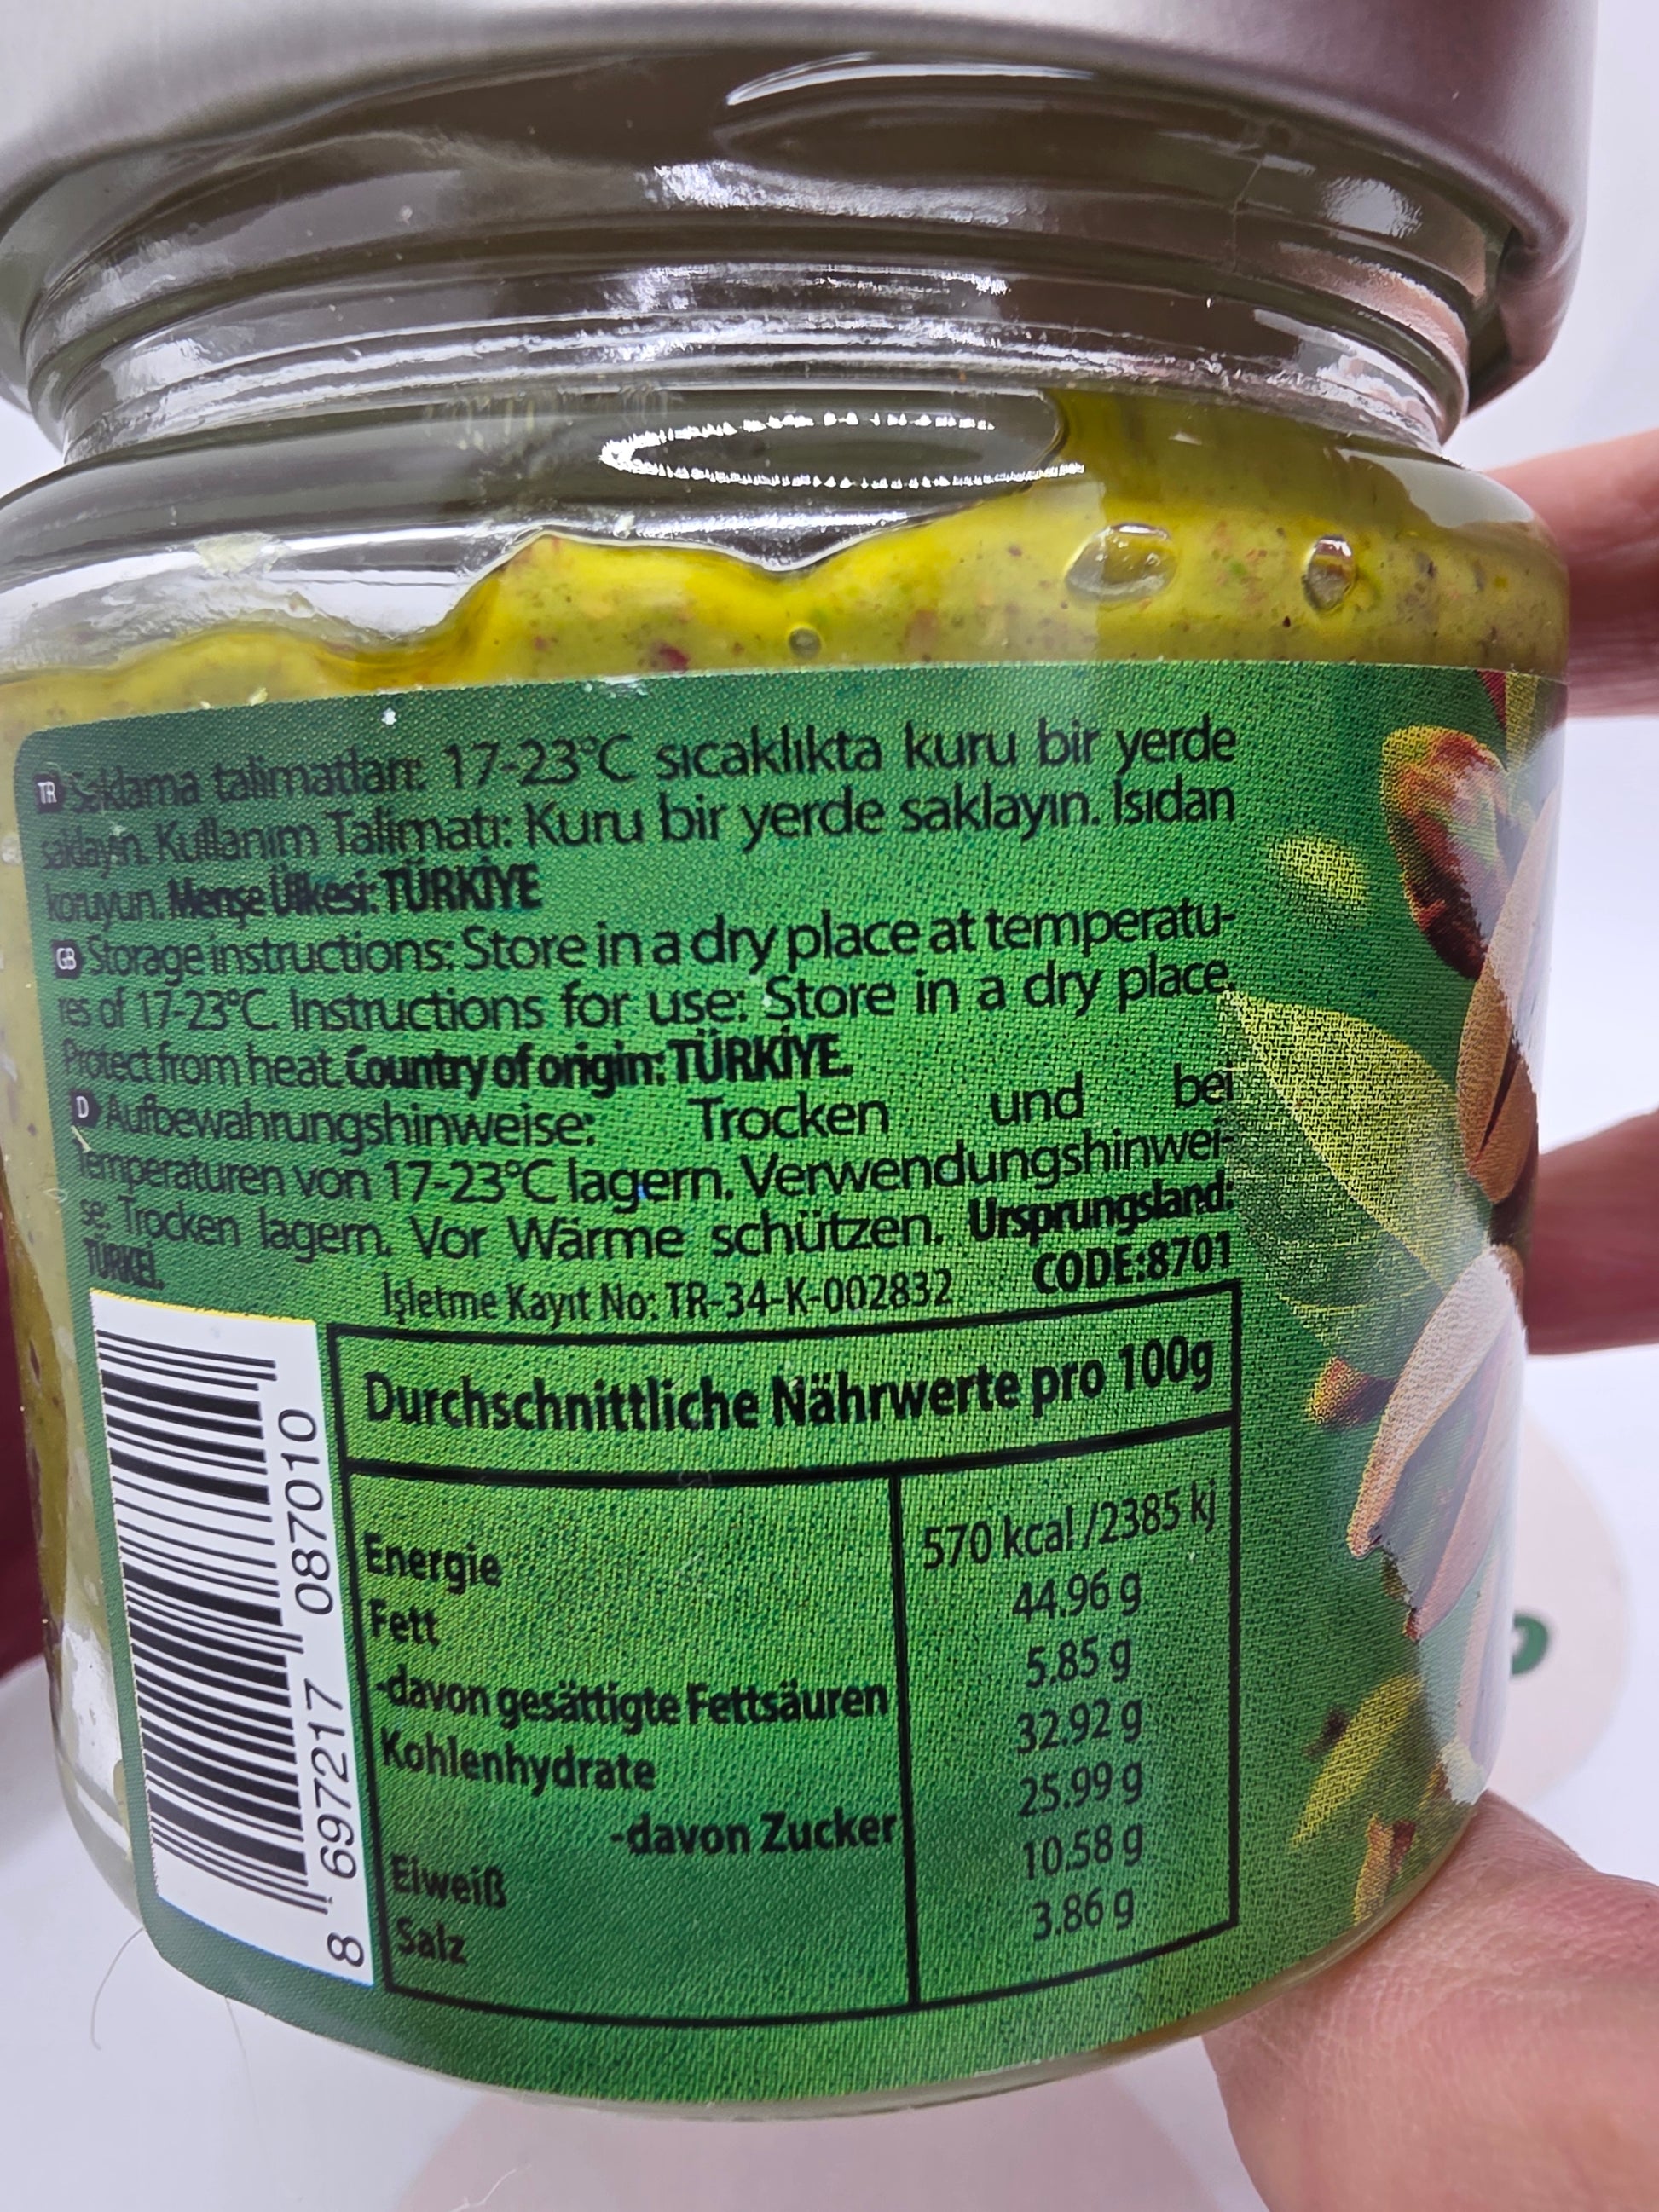 TR Saklama talimatları: 17-23°C sıcaklıkta kuru bir yerde
saklayın. Kullanım Talimatı: Kuru bir yerde saklayın. Isıdan
koruyun. Menşe Ülkesi: TÜRKİYE
GB Storage instructions: Store in a dry place at temperatu-
res of 17-23°C. Instructions for use: Store in a dry place.
Protect from heat. Country of origin: TÜRKİYE.
D Aufbewahrungshinweise: Trocken und bei
Temperaturen von 17-23°C lagern. Verwendungshinwei-
se: Trocken lagern. Vor Wärme schützen. Ursprungsland:
TÜRKEI.
İşletme Kayıt No: TR-34-K-002832 CODE:8701
Durchschnittliche Nährwerte pro 100g
Energie 570 kcal/2385 kj
Fett 44.96 g
-davon gesättigte Fettsäuren 5.85 g
Kohlenhydrate 32.92 g
-davon Zucker 25.99 g
Eiweiß 10.58 g
Salz 3.86 g
8 697217 087010